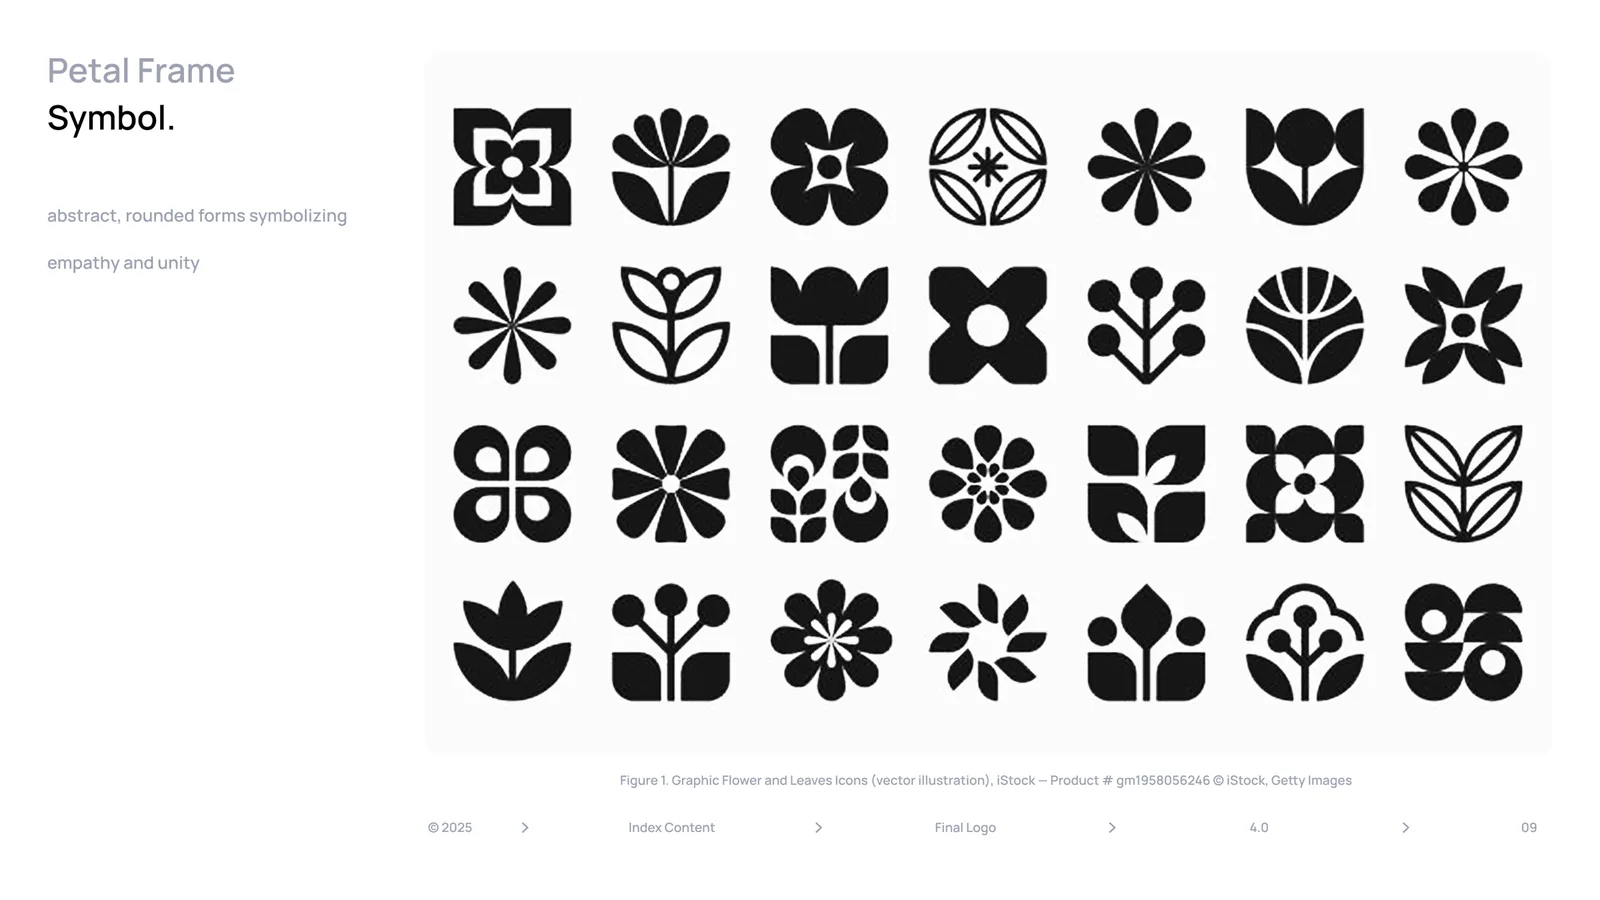 Petal Frame
Symbol.
abstract, rounded forms symbolizing
empathy and unity
Figure 1. Graphic Flower and Leaves Icons (vector illustration), iStock — Product # gm1958056246 © iStock, Getty Images
© 2025 > Index Content > Final Logo > 4.0 > 09